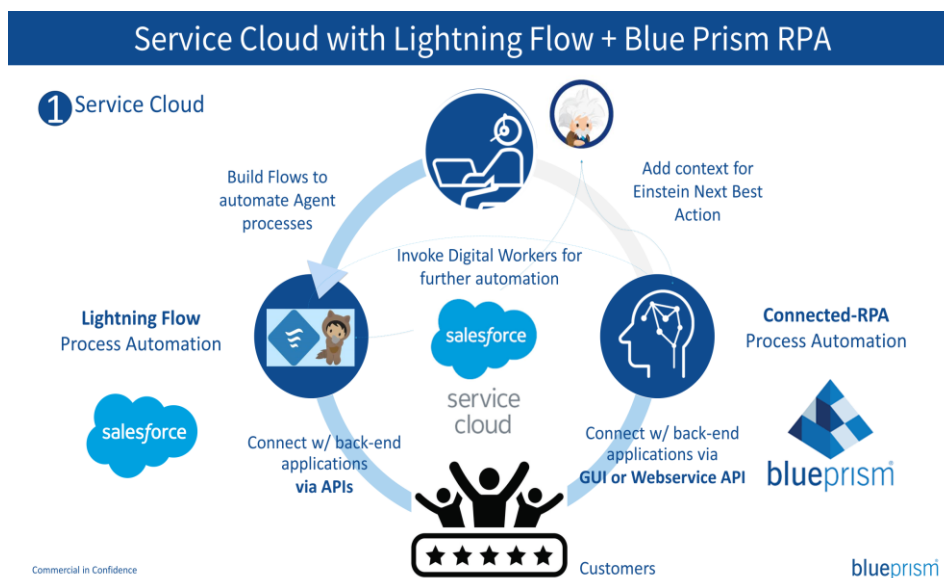 Service Cloud with Lightning Flow + Blue Prism RPA
1 Service Cloud
Build Flows to
automate Agent
processes
Add context for
Einstein Next Best
Action
Invoke Digital Workers for
further automation
Lightning Flow
Process Automation
salesforce
salesforce
service
cloud
Connected-RPA
Process Automation
blueprism®
Connect w/ back-end
applications
via APIs
Connect w/ back-end
applications via
GUI or Webservice API
Customers
Commercial in Confidence
blueprism®